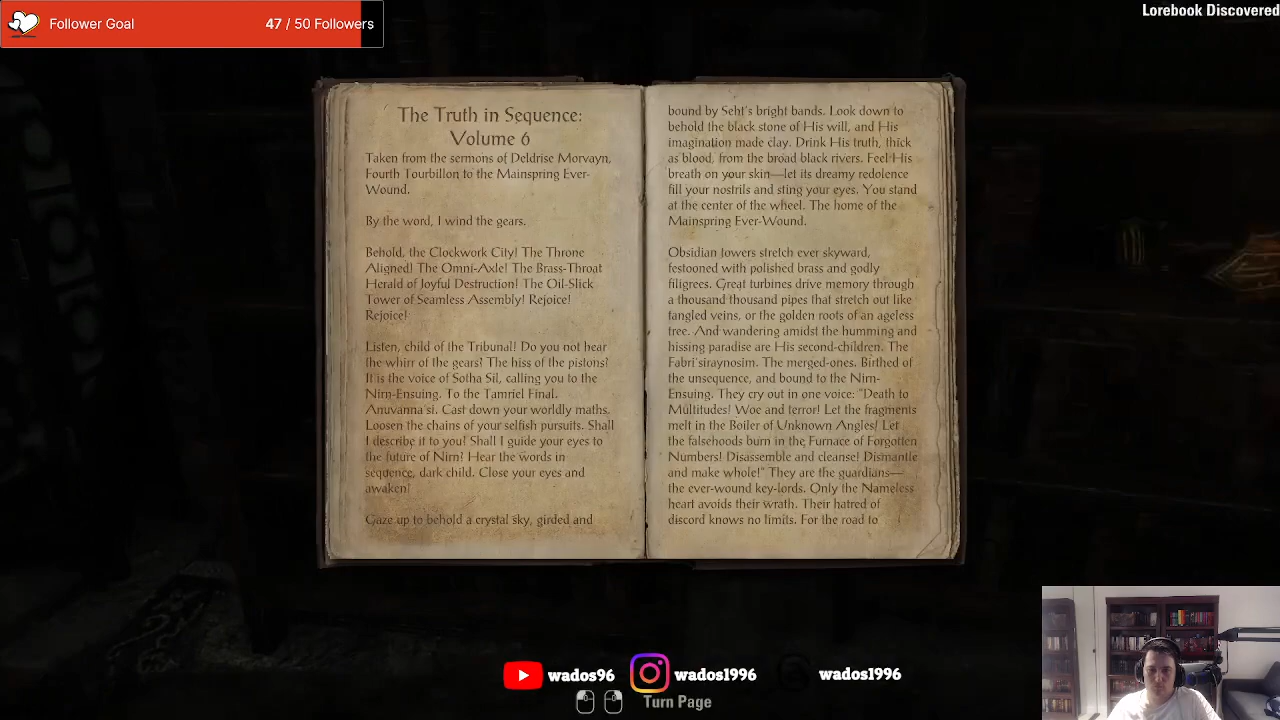 Follower Goal
47 / 50 Followers
Lorebook Discovered
The Truth in Sequence:
Volume 6
Taken from the sermons of Deldrise Morvayn,
Fourth Tourbillon to the Mainspring Ever-
Wound.
By the word, I wind the gears.
Behold, the Clockwork City! The Throne
Aligned! The Omni-Axle! The Brass-Throat
Herald of Joyful Destruction! The Oil-Slick
Tower of Seamless Assembly! Rejoice!
Rejoice!
Listen, child of the Tribunal! Do you not hear
the whirr of the gears? The hiss of the pistons?
It is the voice of Sotha Sil, calling you to the
Nirn-Ensuing. To the Tamriel Final.
Anuvanna'si. Cast down your worldly maths.
Loosen the chains of your selfish pursuits. Shall
I describe it to you? Shall I guide your eyes to
the future of Nirn? Hear the words in
sequence, dark child. Close your eyes and
awaken!
Gaze up to behold a crystal sky, girded and
bound by Seht's bright bands. Look down to
behold the black stone of His will, and His
imagination made clay. Drink His truth, thick
as blood, from the broad black rivers. Feel His
breath on your skin—let its dreamy redolence
fill your nostrils and sting your eyes. You stand
at the center of the wheel. The home of the
Mainspring Ever-Wound.
Obsidian towers stretch ever skyward,
festooned with polished brass and godly
filigrees. Great turbines drive memory through
a thousand thousand pipes that stretch out like
tangled veins, or the golden roots of an ageless
tree. And wandering amidst the humming and
hissing paradise are His second-children. The
Fabri'siraynosim. The merged-ones. Birthed of
the unsequence, and bound to the Nirn-
Ensuing. They cry out in one voice: "Death to
Multitudes! Woe and terror! Let the fragments
melt in the Boiler of Unknown Angles! Let
the falsehoods burn in the Furnace of Forgotten
Numbers! Disassemble and cleanse! Dismantle
and make whole!" They are the guardians—
the ever-wound key-lords. Only the Nameless
heart avoids their wrath. Their hatred of
discord knows no limits. For the road to
wados96
wados1996
wados1996
Turn Page